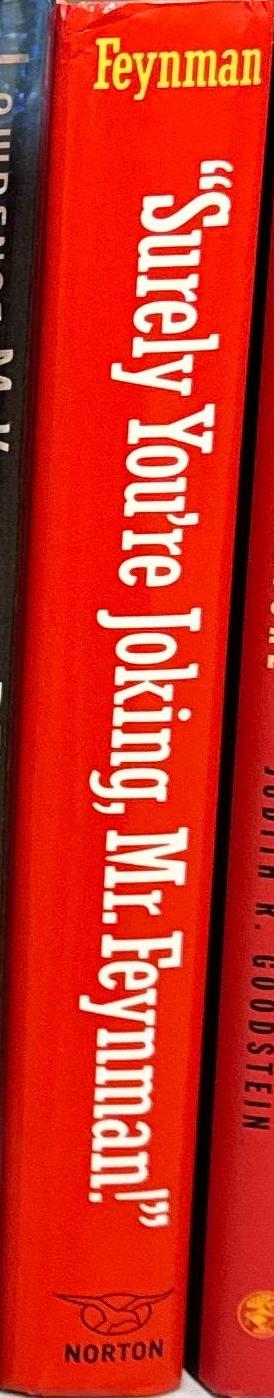 Feynman
"Surely You're Joking, Mr. Feynman!"
NORTON
JUDITH R. GOODSTEIN